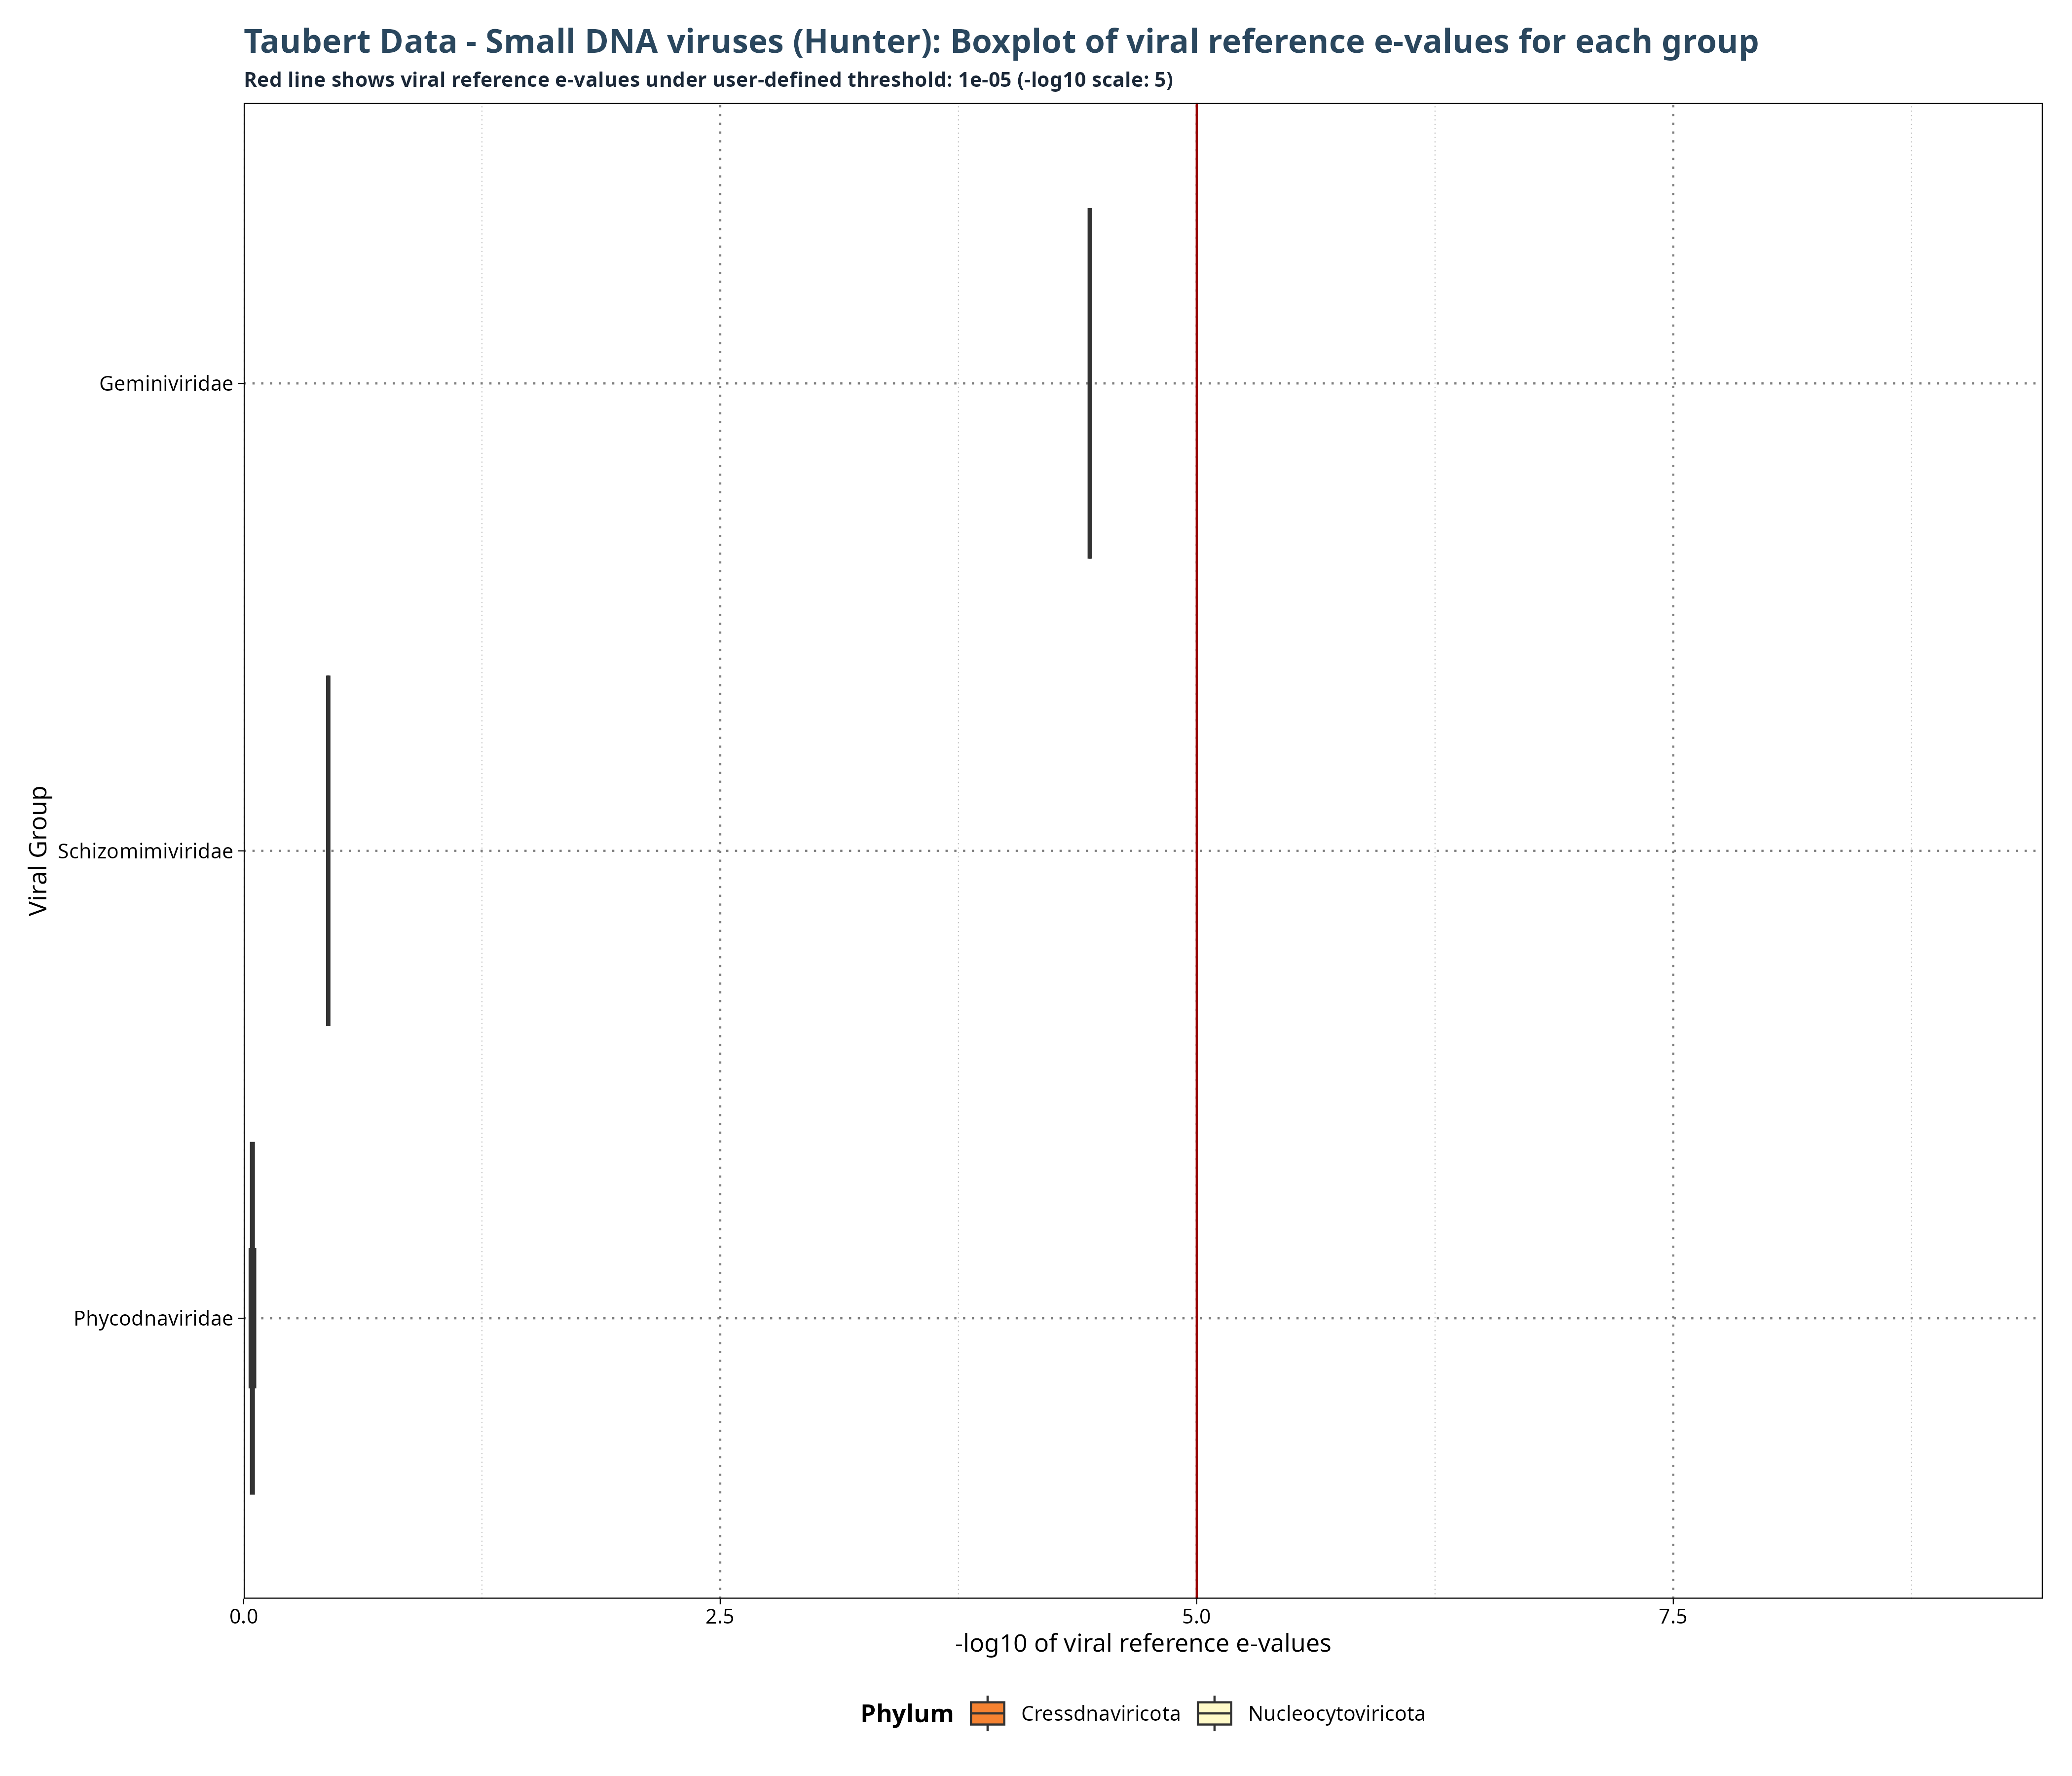 Taubert Data - Small DNA viruses (Hunter): Boxplot of viral reference e-values for each group
Red line shows viral reference e-values under user-defined threshold: 1e-05 (-log10 scale: 5)
Viral Group
Geminiviridae
Schizomimiviridae
Phycodnaviridae
0.0 2.5 5.0 7.5
-log10 of viral reference e-values
Phylum Cressdnaviricota Nucleocytoviricota